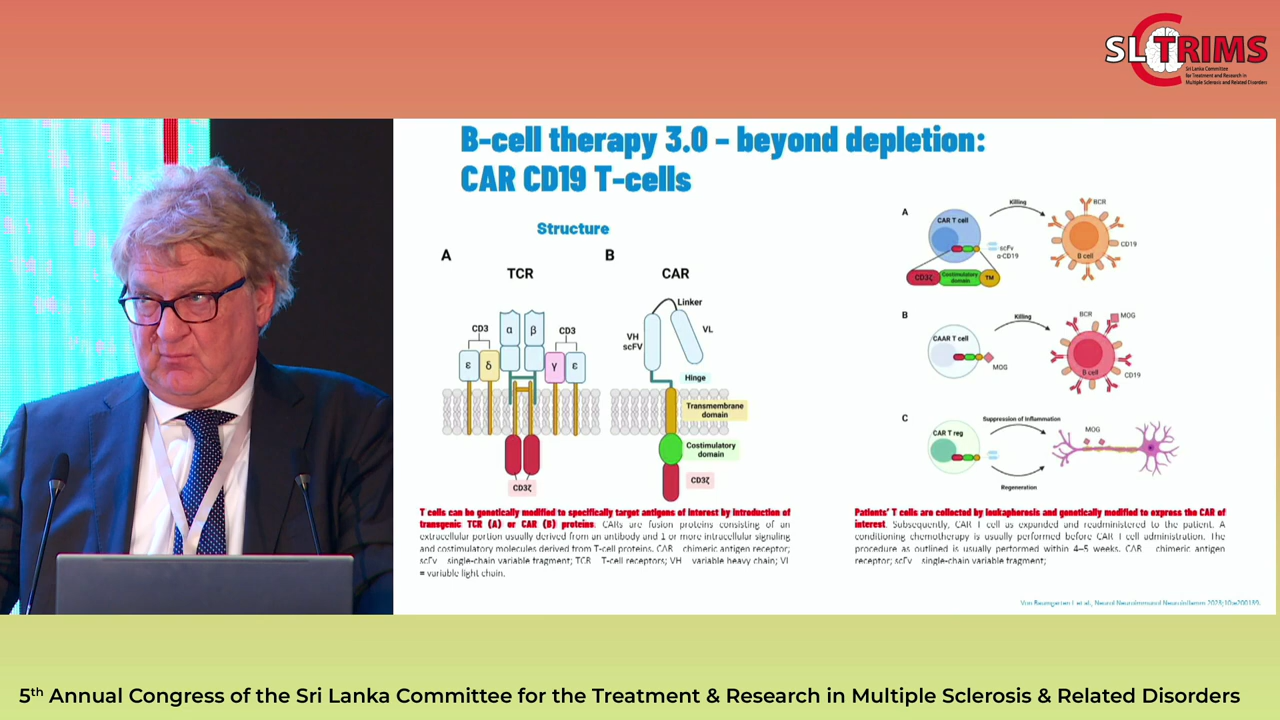 SL TRIMS
Sri Lanka Committee
for Treatment and Research in
Multiple Sclerosis and Related Disorders
B-cell therapy 3.0 – beyond depletion:
CAR CD19 T-cells
Structure
A
TCR
CD3
α
β
CD3
ε
δ
γ
ε
CD3ζ
B
CAR
Linker
VH
scFV
VL
Hinge
Transmembrane
domain
Costimulatory
domain
CD3ζ
T cells can be genetically modified to specifically target antigens of interest by introduction of
transgenic TCR (A) or CAR (B) proteins. CARs are fusion proteins consisting of an
extracellular portion usually derived from an antibody and 1 or more intracellular signaling
and costimulatory molecules derived from T-cell proteins. CAR chimeric antigen receptor;
scFv single-chain variable fragment; TCR T-cell receptors; VH variable heavy chain; VL
= variable light chain.
A
CAR T cell
Killing
BCR
scFv
α-CD19
CD19
B cell
CD3ζ
Costimulatory
domain
TM
B
CAAR T cell
Killing
MOG
BCR
MOG
B cell
CD19
C
CAR T reg
Suppression of Inflammation
MOG
Regeneration
Patients' T cells are collected by leukapheresis and genetically modified to express the CAR of
interest. Subsequently, CAR T cell as expanded and readministered to the patient. A
conditioning chemotherapy is usually performed before CAR T cell administration. The
procedure as outlined is usually performed within 4–5 weeks. CAR chimeric antigen
receptor; scFv single-chain variable fragment;
Von Baumgarten L et al., Neurol Neuroimmunol Neuroinflamm
5th Annual Congress of the Sri Lanka Committee for the Treatment & Research in Multiple Sclerosis & Related Disorders